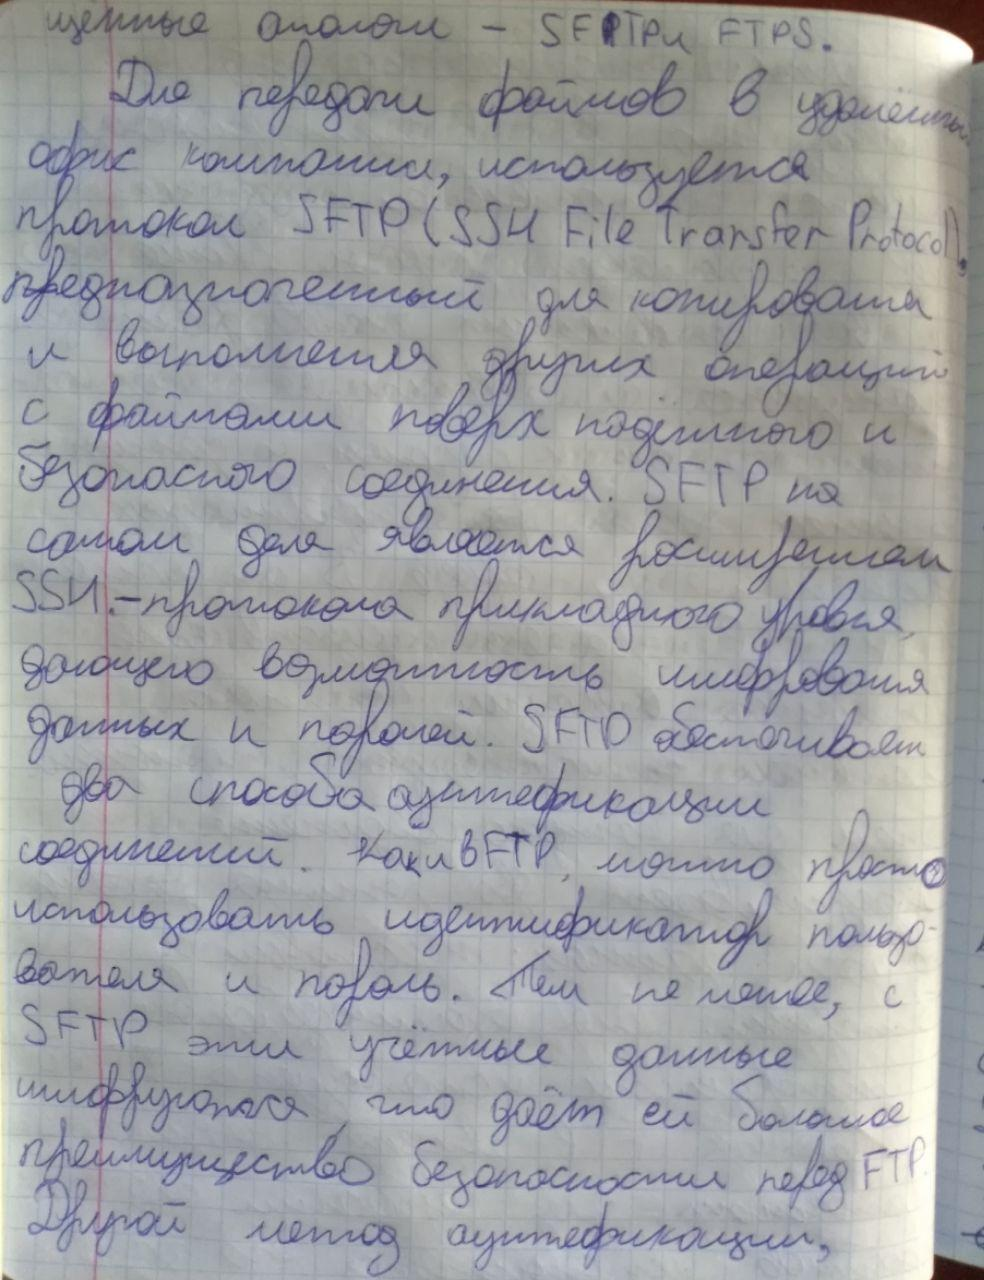 щенные аналоги – SFTP и FTPS.
Для передачи файлов в удалённый
офис компании, используется
протокол SFTP (SSH File Transfer Protocol),
предназначенный для копирования
и выполнения других операций
с файлами поверх надёжного и
безопасного соединения. SFTP на
самом деле является расширением
SSH.-протокола прикладного уровня,
дающего возможность шифрования
данных и паролей. SFTP обеспечивает
два способа аутентефикации
соединений. Как и в FTP, можно просто
использовать идентификатор пользо-
вателя и пароль. Тем не менее, с
SFTP эти учётные данные
шифруются, что даёт ей большое
преимущество безопасности перед FTP.
Другой метод аутентефикации,